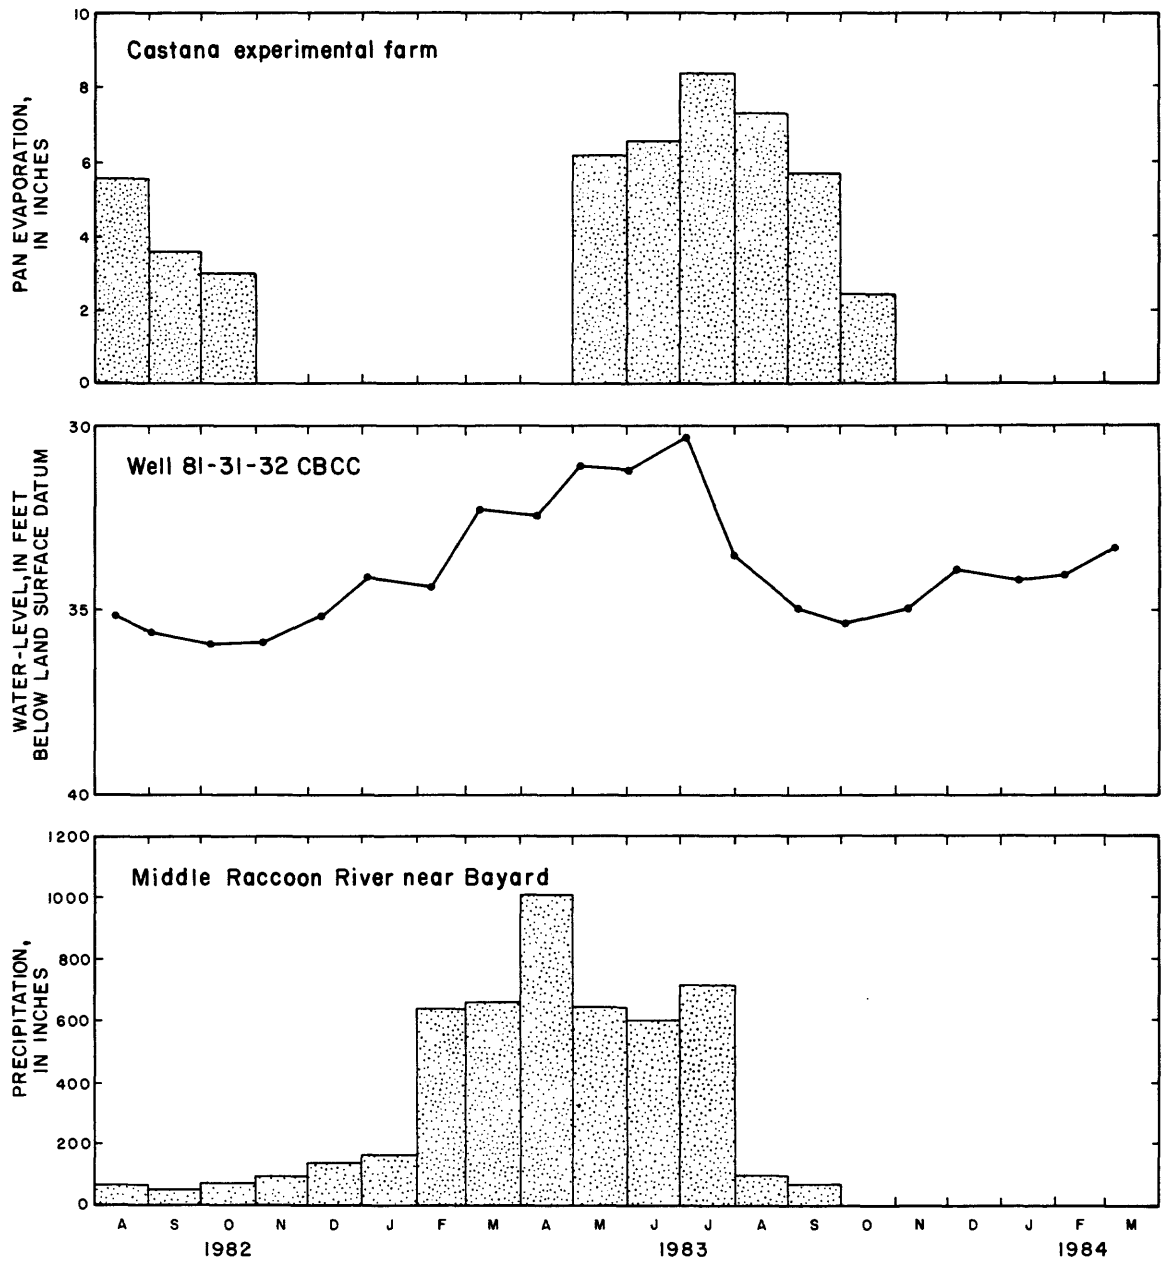 10
Castana experimental farm
8
6
4
2
0
PAN EVAPORATION,
IN INCHES
30
Well 81-31-32 CBCC
35
40
WATER-LEVEL, IN FEET
BELOW LAND SURFACE DATUM
1200
Middle Raccoon River near Bayard
1000
800
600
400
200
0
PRECIPITATION,
IN INCHES
A S O N D J F M A M J J A S O N D J F M
1982 1983 1984